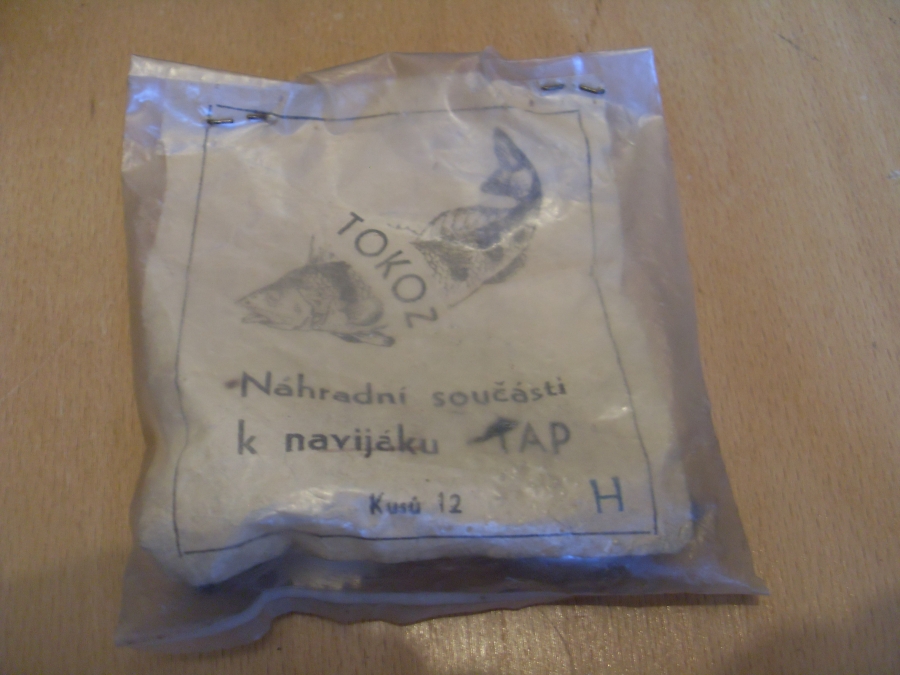 TOKOZ
Náhradní součásti
k navijáku TAP
Kusů 12
H